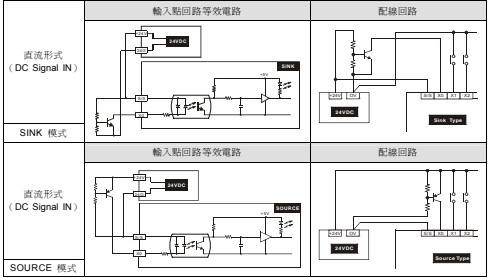 輸入點回路等效電路
配線回路
直流形式
（DC Signal IN）
SINK 模式
24VDC
SINK
+5V
S/S
X0
+24V
0V
24VDC
S/S X0 X1 X2
Sink Type
輸入點回路等效電路
配線回路
直流形式
（DC Signal IN）
SOURCE 模式
24VDC
SOURCE
+5V
S/S
X0
+24V
0V
24VDC
S/S X0 X1 X2
Source Type